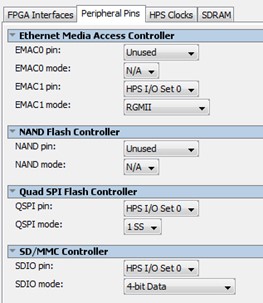 FPGA Interfaces Peripheral Pins HPS Clocks SDRAM
Ethernet Media Access Controller
EMAC0 pin: Unused
EMAC0 mode: N/A
EMAC1 pin: HPS I/O Set 0
EMAC1 mode: RGMII
NAND Flash Controller
NAND pin: Unused
NAND mode: N/A
Quad SPI Flash Controller
QSPI pin: HPS I/O Set 0
QSPI mode: 1 SS
SD/MMC Controller
SDIO pin: HPS I/O Set 0
SDIO mode: 4-bit Data